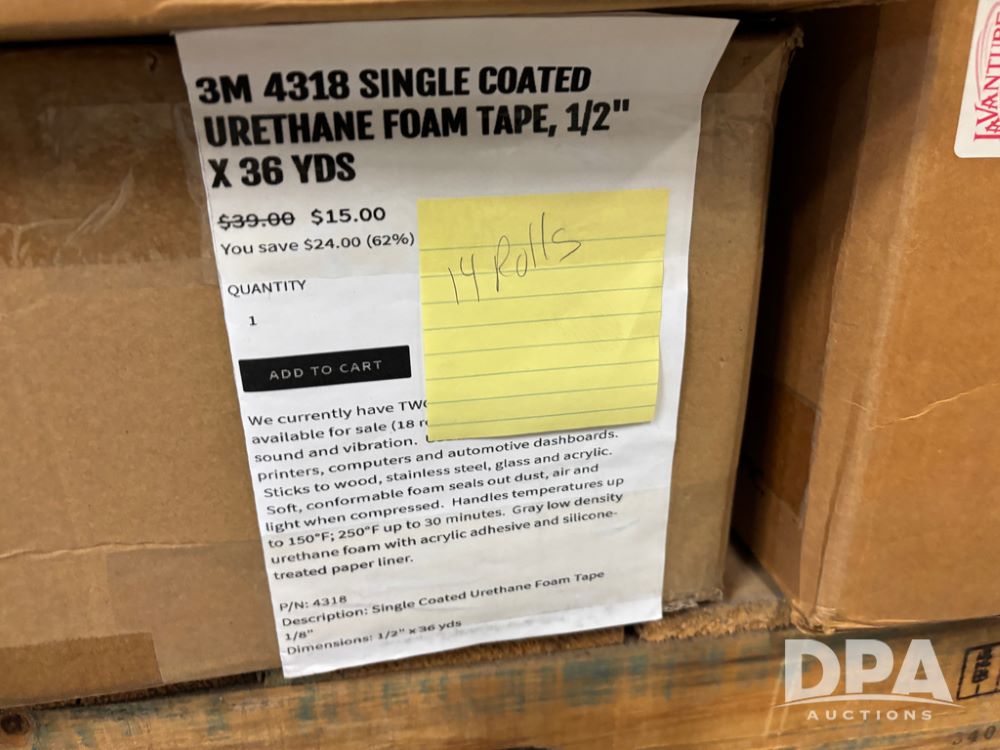 3M 4318 SINGLE COATED
URETHANE FOAM TAPE, 1/2"
X 36 YDS
$39.00 $15.00
You save $24.00 (62%)
14 Rolls
QUANTITY
1
ADD TO CART
We currently have TW
available for sale (18 r
sound and vibration.
printers, computers and automotive dashboards.
Sticks to wood, stainless steel, glass and acrylic.
Soft, conformable foam seals out dust, air and
light when compressed. Handles temperatures up
to 150°F; 250°F up to 30 minutes. Gray low density
urethane foam with acrylic adhesive and silicone-
treated paper liner.
P/N: 4318
Description: Single Coated Urethane Foam Tape
1/8"
Dimensions: 1/2" x 36 yds
DPA
AUCTIONS